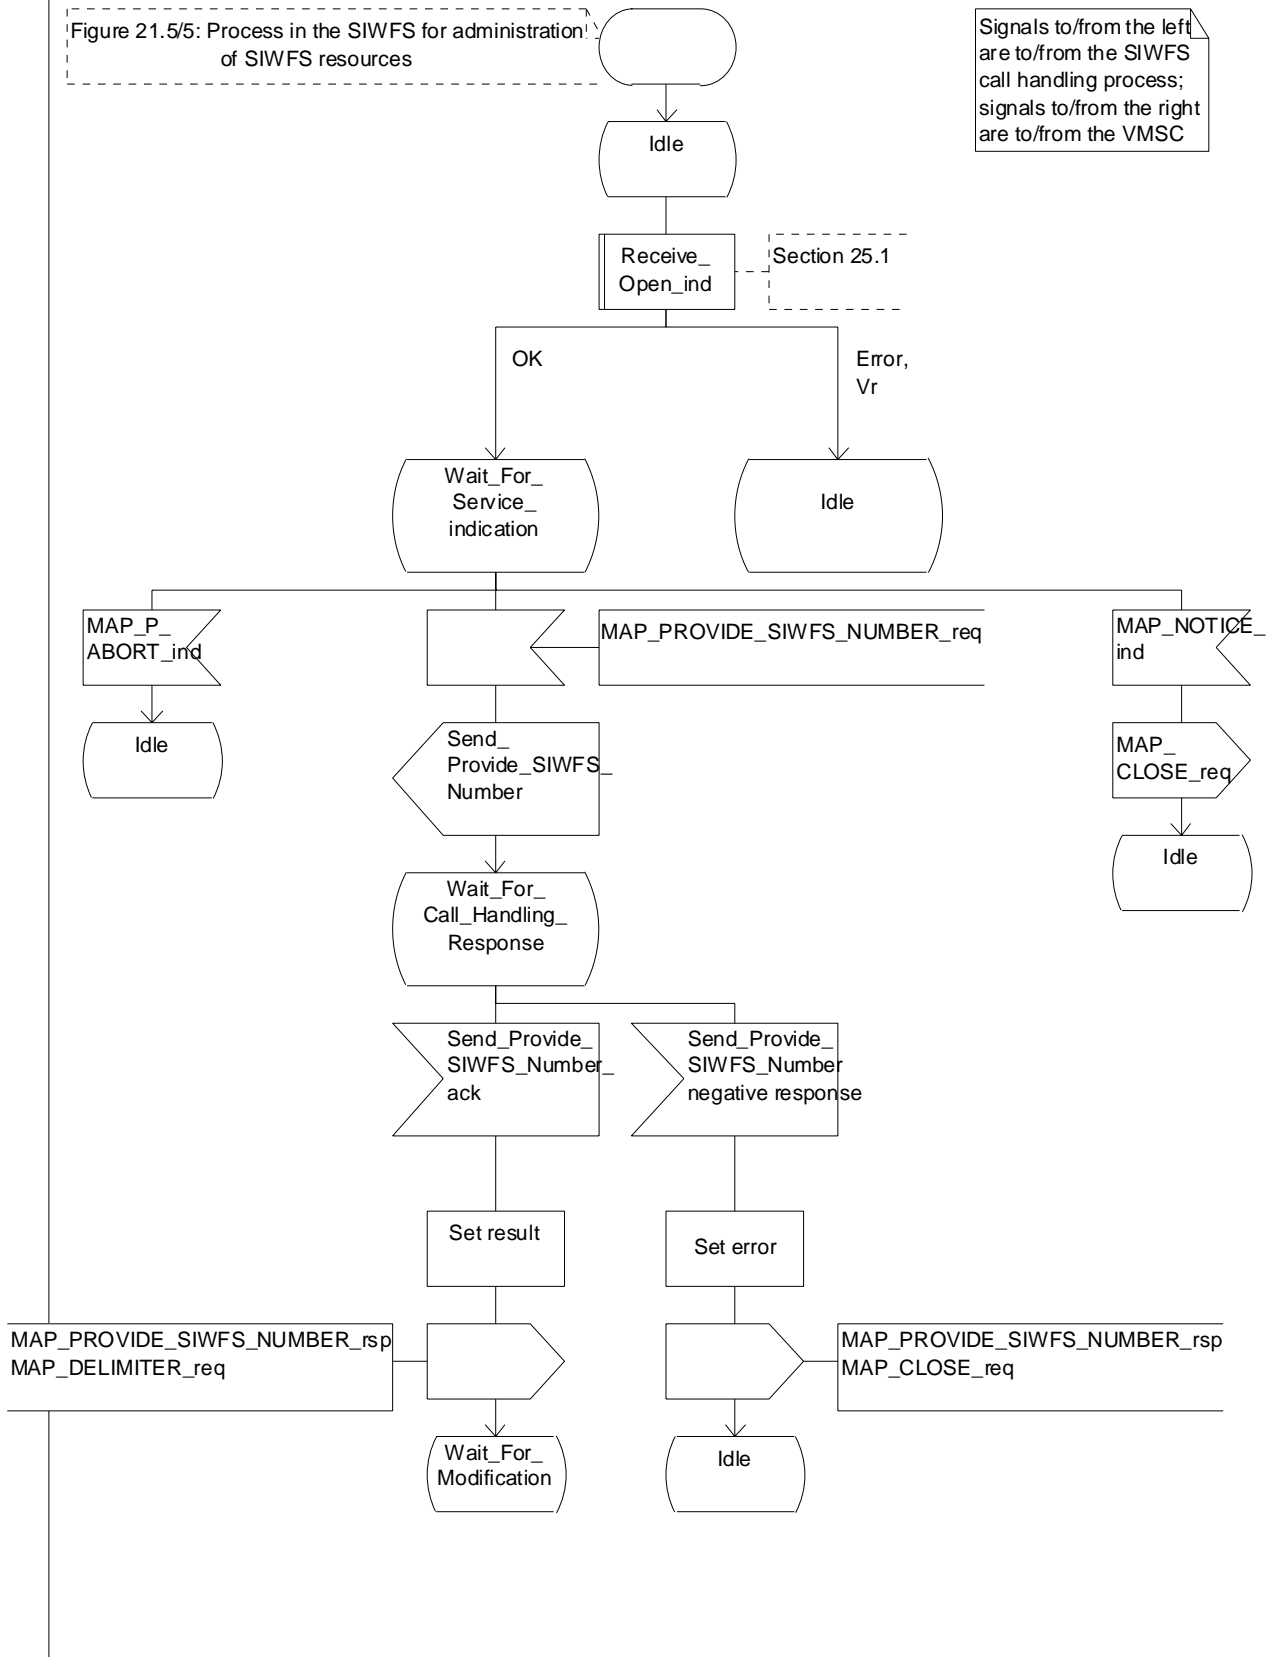 Figure 21.5/5: Process in the SIWFS for administration
of SIWFS resources
Signals to/from the left
are to/from the SIWFS
call handling process;
signals to/from the right
are to/from the VMSC
Idle
Receive_
Open_ind
Section 25.1
OK
Error,
Vr
Wait_For_
Service_
indication
Idle
MAP_P_
ABORT_ind
MAP_PROVIDE_SIWFS_NUMBER_req
MAP_NOTICE_
ind
Idle
Send_
Provide_SIWFS_
Number
MAP_
CLOSE_req
Idle
Wait_For_
Call_Handling_
Response
Send_Provide_
SIWFS_Number_
ack
Send_Provide_
SIWFS_Number
negative response
Set result
Set error
MAP_PROVIDE_SIWFS_NUMBER_rsp
MAP_DELIMITER_req
MAP_PROVIDE_SIWFS_NUMBER_rsp
MAP_CLOSE_req
Wait_For_
Modification
Idle